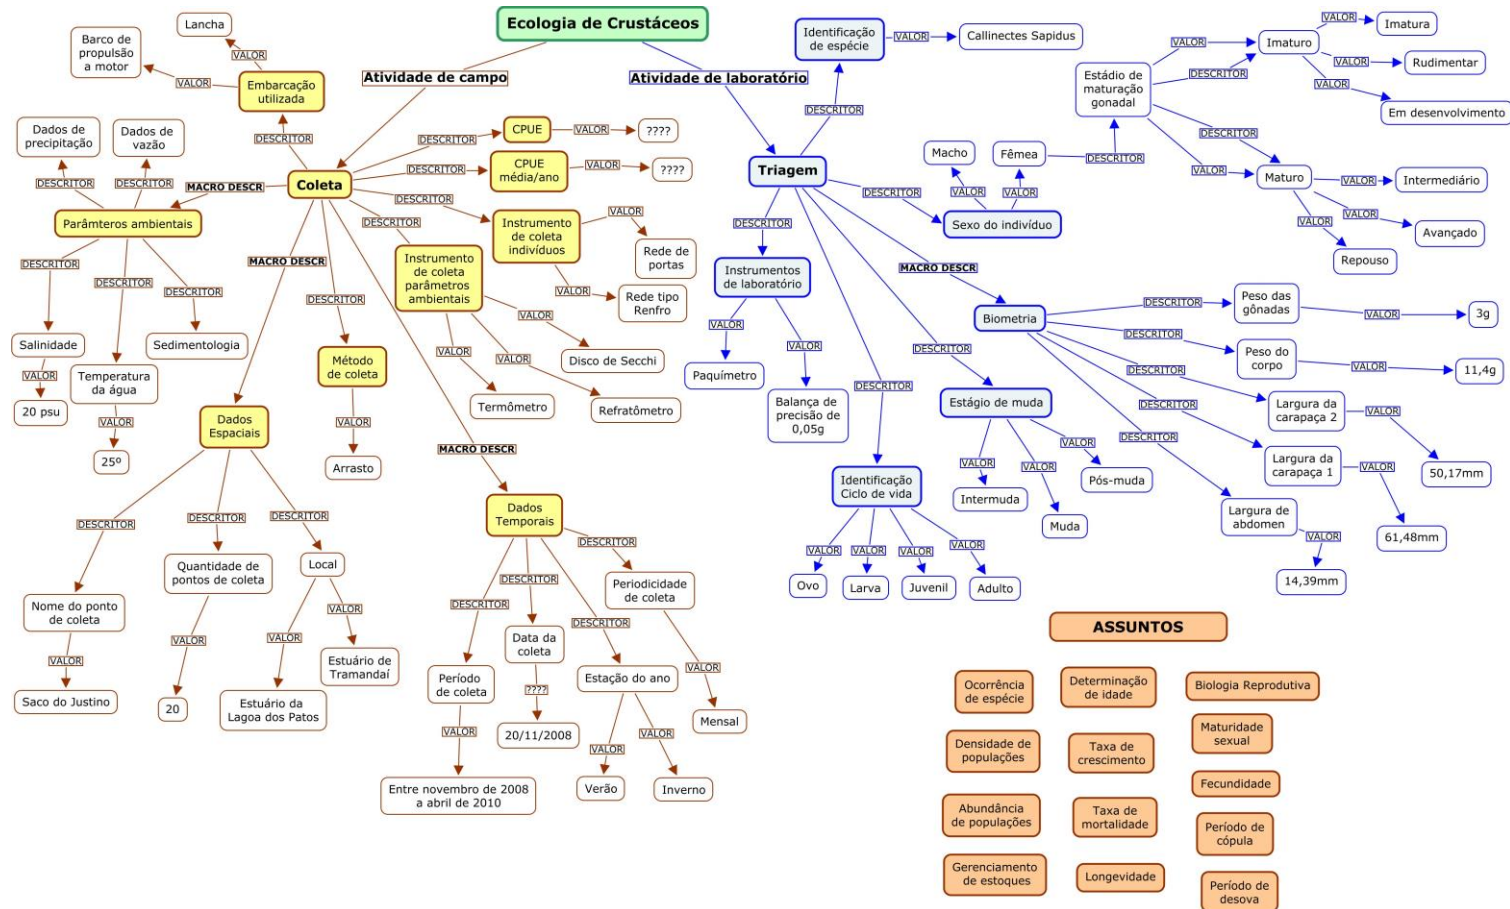 Ecologia de Crustáceos
Atividade de campo
Atividade de laboratório
Lancha
Barco de
propulsão
a motor
VALOR
VALOR
Embarcação
utilizada
DESCRITOR
Dados de
precipitação
Dados de
vazão
DESCRITOR
DESCRITOR
MACRO DESCR
Coleta
Parâmteros ambientais
DESCRITOR
DESCRITOR
DESCRITOR
Salinidade
VALOR
20 psu
Temperatura
da água
VALOR
25º
Sedimentologia
DESCRITOR
CPUE
VALOR
????
DESCRITOR
CPUE
média/ano
VALOR
????
DESCRITOR
Instrumento
de coleta
indivíduos
VALOR
Rede de
portas
VALOR
Rede tipo
Renfro
DESCRITOR
Instrumento
de coleta
parâmetros
ambientais
VALOR
Disco de Secchi
VALOR
Termômetro
VALOR
Refratômetro
DESCRITOR
Método
de coleta
VALOR
Arrasto
MACRO DESCR
Dados
Espaciais
DESCRITOR
Nome do ponto
de coleta
VALOR
Saco do Justino
DESCRITOR
Quantidade de
pontos de coleta
VALOR
20
DESCRITOR
Local
VALOR
Estuário da
Lagoa dos Patos
VALOR
Estuário de
Tramandaí
MACRO DESCR
Dados
Temporais
DESCRITOR
Período
de coleta
VALOR
Entre novembro de 2008
a abril de 2010
DESCRITOR
Data da
coleta
????
20/11/2008
DESCRITOR
Estação do ano
VALOR
Verão
VALOR
Inverno
DESCRITOR
Periodicidade
de coleta
VALOR
Mensal
Triagem
DESCRITOR
Identificação
de espécie
VALOR
Callinectes Sapidus
DESCRITOR
Sexo do indivíduo
VALOR
Macho
VALOR
Fêmea
DESCRITOR
Estádio de
maturação
gonadal
VALOR
DESCRITOR
Imaturo
VALOR
Imatura
VALOR
Rudimentar
VALOR
Em desenvolvimento
DESCRITOR
VALOR
Maturo
VALOR
Intermediário
VALOR
Avançado
VALOR
Repouso
DESCRITOR
Instrumentos
de laboratório
VALOR
Paquímetro
VALOR
Balança de
precisão de
0,05g
MACRO DESCR
Biometria
DESCRITOR
Peso das
gônadas
VALOR
3g
DESCRITOR
Peso do
corpo
VALOR
11,4g
DESCRITOR
Largura da
carapaça 2
VALOR
50,17mm
DESCRITOR
Largura da
carapaça 1
VALOR
61,48mm
DESCRITOR
Largura de
abdomen
VALOR
14,39mm
DESCRITOR
Estágio de muda
VALOR
Intermuda
VALOR
Muda
VALOR
Pós-muda
DESCRITOR
Identificação
Ciclo de vida
VALOR
Ovo
VALOR
Larva
VALOR
Juvenil
VALOR
Adulto
ASSUNTOS
Ocorrência
de espécie
Determinação
de idade
Biologia Reprodutiva
Densidade de
populações
Taxa de
crescimento
Maturidade
sexual
Fecundidade
Abundância
de populações
Taxa de
mortalidade
Período de
cópula
Gerenciamento
de estoques
Longevidade
Período de
desova